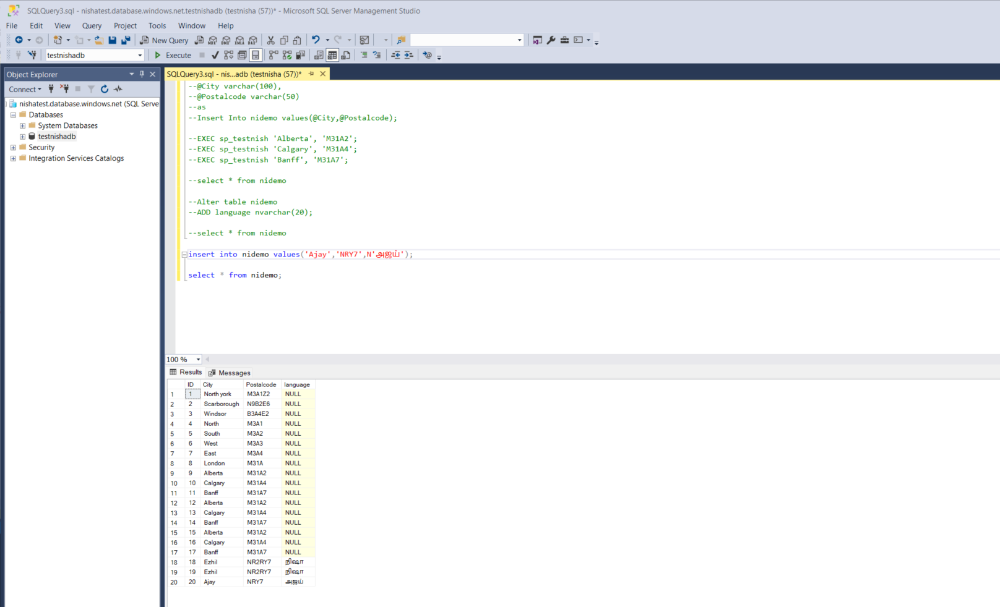 SQLQuery3.sql - nishatest.database.windows.net.testnishadb (testnisha (57))* - Microsoft SQL Server Management Studio
File Edit View Query Project Tools Window Help
New Query MDX DMX XMLA DAX
testnishadb Execute
Object Explorer
Connect
nishatest.database.windows.net (SQL Serve
Databases
System Databases
testnishadb
Security
Integration Services Catalogs
SQLQuery3.sql - nis...adb (testnisha (57))*
--@City varchar(100),
--@Postalcode varchar(50)
--as
--Insert Into nidemo values(@City,@Postalcode);
--EXEC sp_testnish 'Alberta', 'M31A2';
--EXEC sp_testnish 'Calgary', 'M31A4';
--EXEC sp_testnish 'Banff', 'M31A7';
--select * from nidemo
--Alter table nidemo
--ADD language nvarchar(20);
--select * from nidemo
insert into nidemo values('Ajay','NRY7',N'அஜய்');
select * from nidemo;
100 %
Results Messages
ID City Postalcode language
1 1 North york M3A1Z2 NULL
2 2 Scarborough N9B2E6 NULL
3 3 Windsor B3A4E2 NULL
4 4 North M3A1 NULL
5 5 South M3A2 NULL
6 6 West M3A3 NULL
7 7 East M3A4 NULL
8 8 London M31A NULL
9 9 Alberta M31A2 NULL
10 10 Calgary M31A4 NULL
11 11 Banff M31A7 NULL
12 12 Alberta M31A2 NULL
13 13 Calgary M31A4 NULL
14 14 Banff M31A7 NULL
15 15 Alberta M31A2 NULL
16 16 Calgary M31A4 NULL
17 17 Banff M31A7 NULL
18 18 Ezhil NR2RY7 நிஷா
19 19 Ezhil NR2RY7 நிஷா
20 20 Ajay NRY7 அஜய்